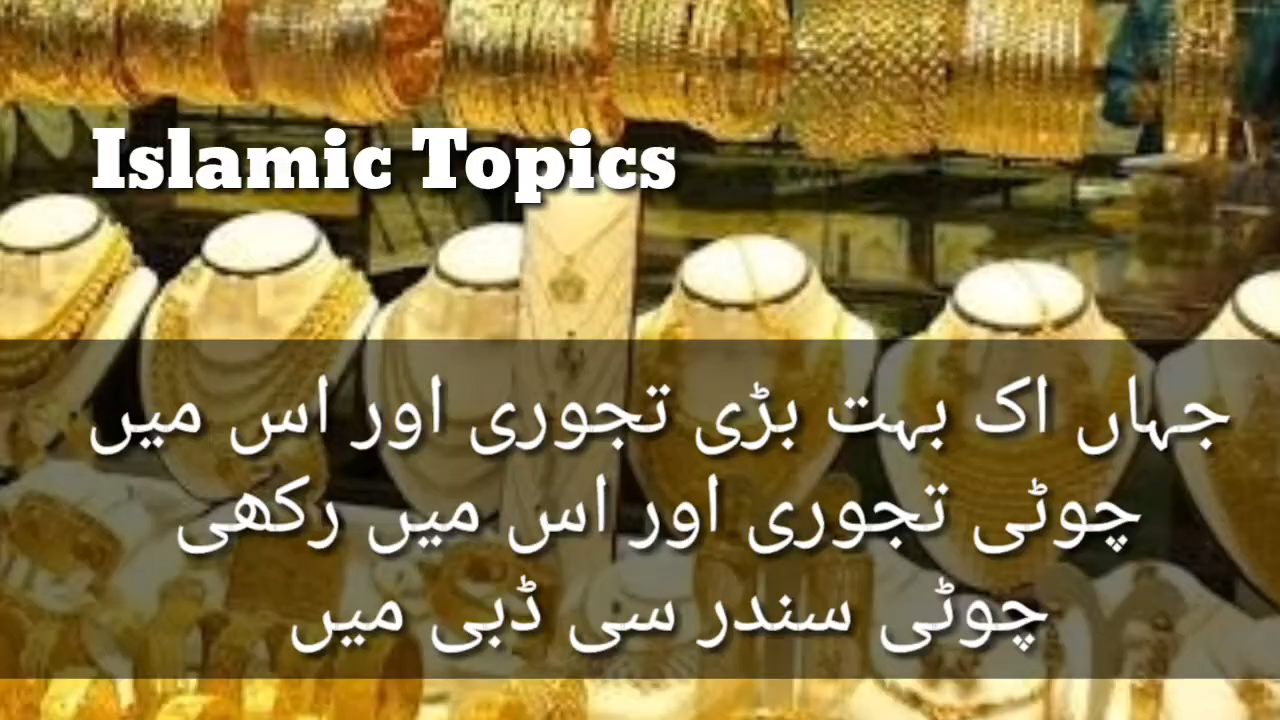 Islamic Topics
جہاں اک بہت بڑی تجوری اور اس میں
چوٹی تجوری اور اس میں رکھی
چوٹی سندر سی ڈبی میں